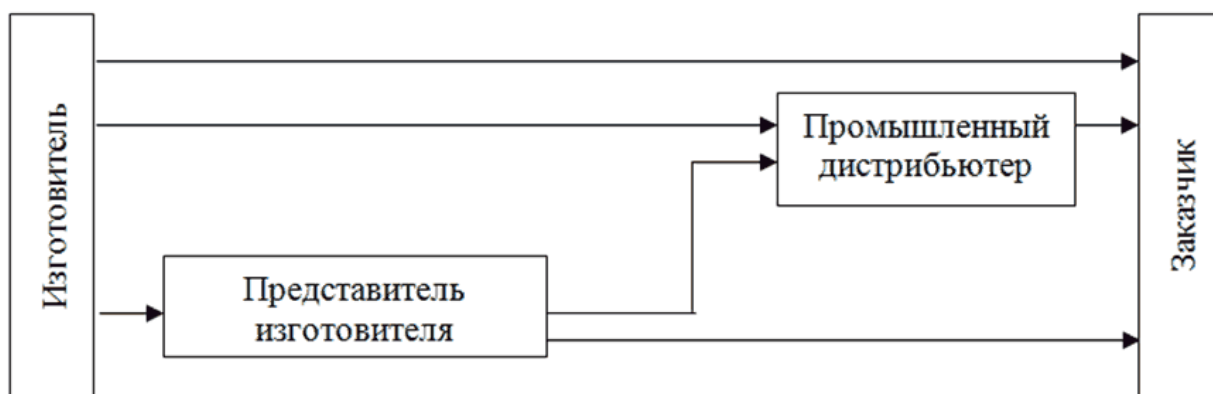 Изготовитель
Промышленный
дистрибьютер
Представитель
изготовителя
Заказчик